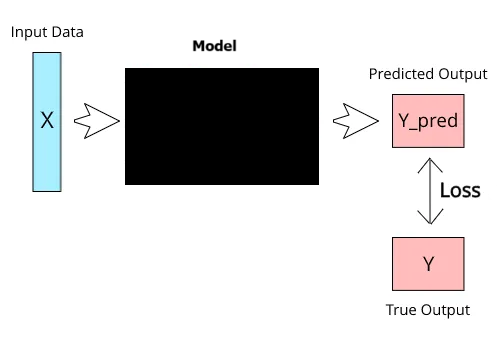 Input Data
Model
Predicted Output
X
Y_pred
Loss
Y
True Output